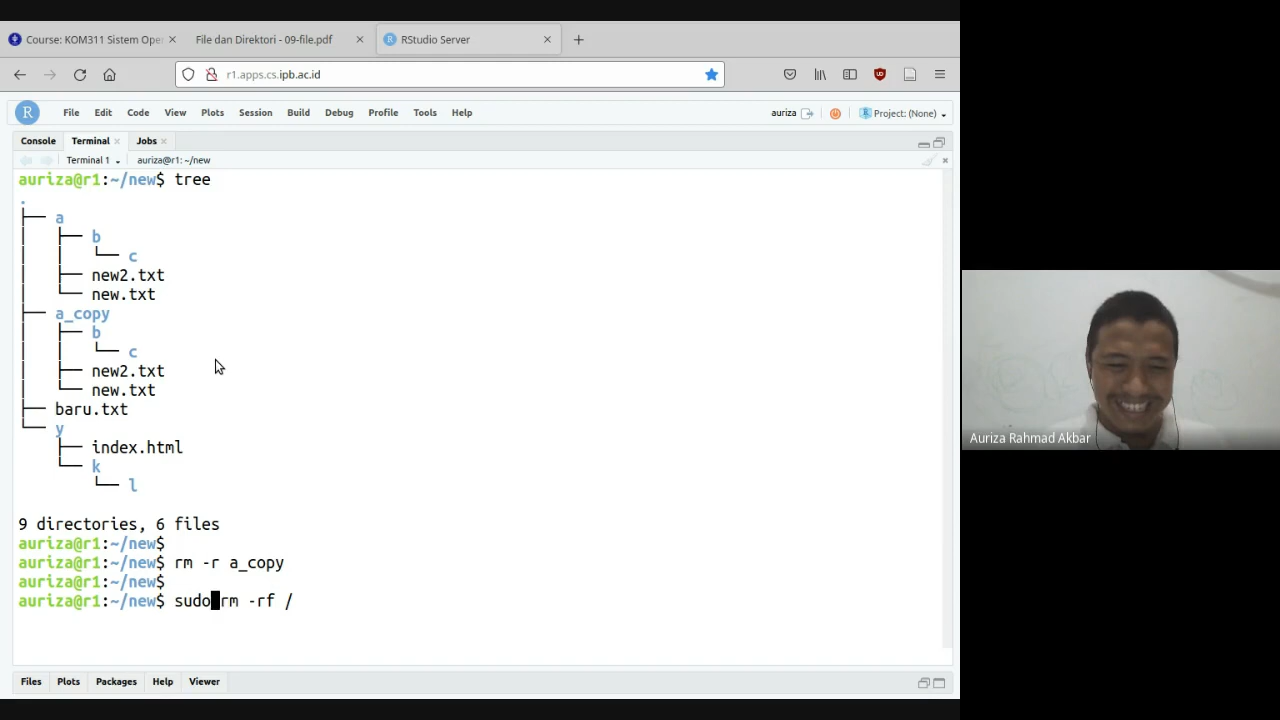 Course: KOM311 Sistem Oper
File dan Direktori - 09-file.pdf
RStudio Server
r1.apps.cs.ipb.ac.id
R
File Edit Code View Plots Session Build Debug Profile Tools Help
auriza
Project: (None)
Console Terminal Jobs
Terminal 1 auriza@r1: ~/new
auriza@r1:~/new$ tree
.
├── a
│   ├── b
│   │   └── c
│   ├── new2.txt
│   └── new.txt
├── a_copy
│   ├── b
│   │   └── c
│   ├── new2.txt
│   └── new.txt
├── baru.txt
└── y
    ├── index.html
    └── k
        └── l
9 directories, 6 files
auriza@r1:~/new$
auriza@r1:~/new$ rm -r a_copy
auriza@r1:~/new$
auriza@r1:~/new$ sudo rm -rf /
Files Plots Packages Help Viewer
Auriza Rahmad Akbar